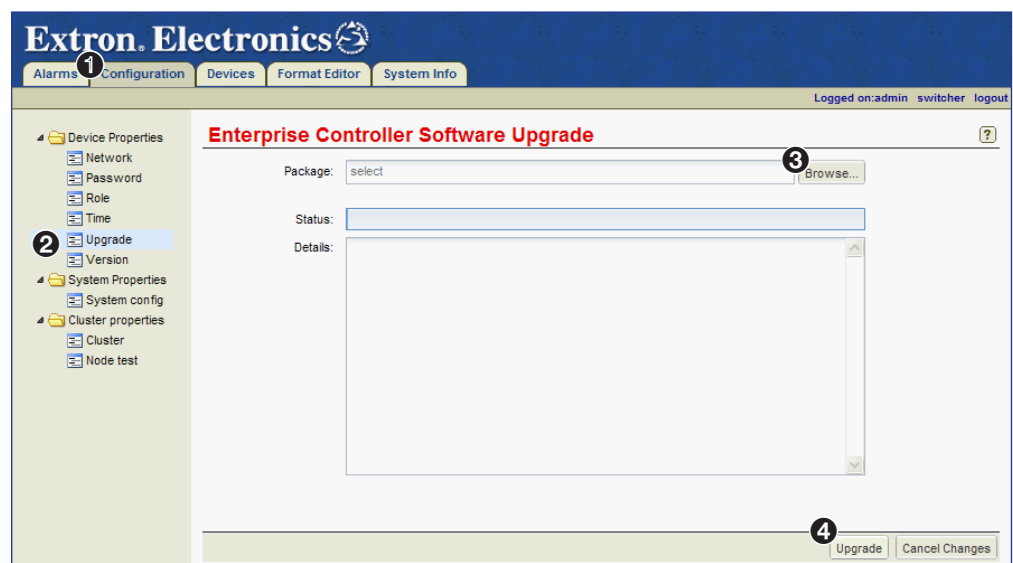 Extron. Electronics
Alarms Configuration Devices Format Editor System Info
1
Logged on:admin switcher logout
Device Properties
Network
Password
Role
Time
2
Upgrade
Version
System Properties
System config
Cluster properties
Cluster
Node test
Enterprise Controller Software Upgrade
?
Package: select
3
Browse...
Status:
Details:
4
Upgrade Cancel Changes